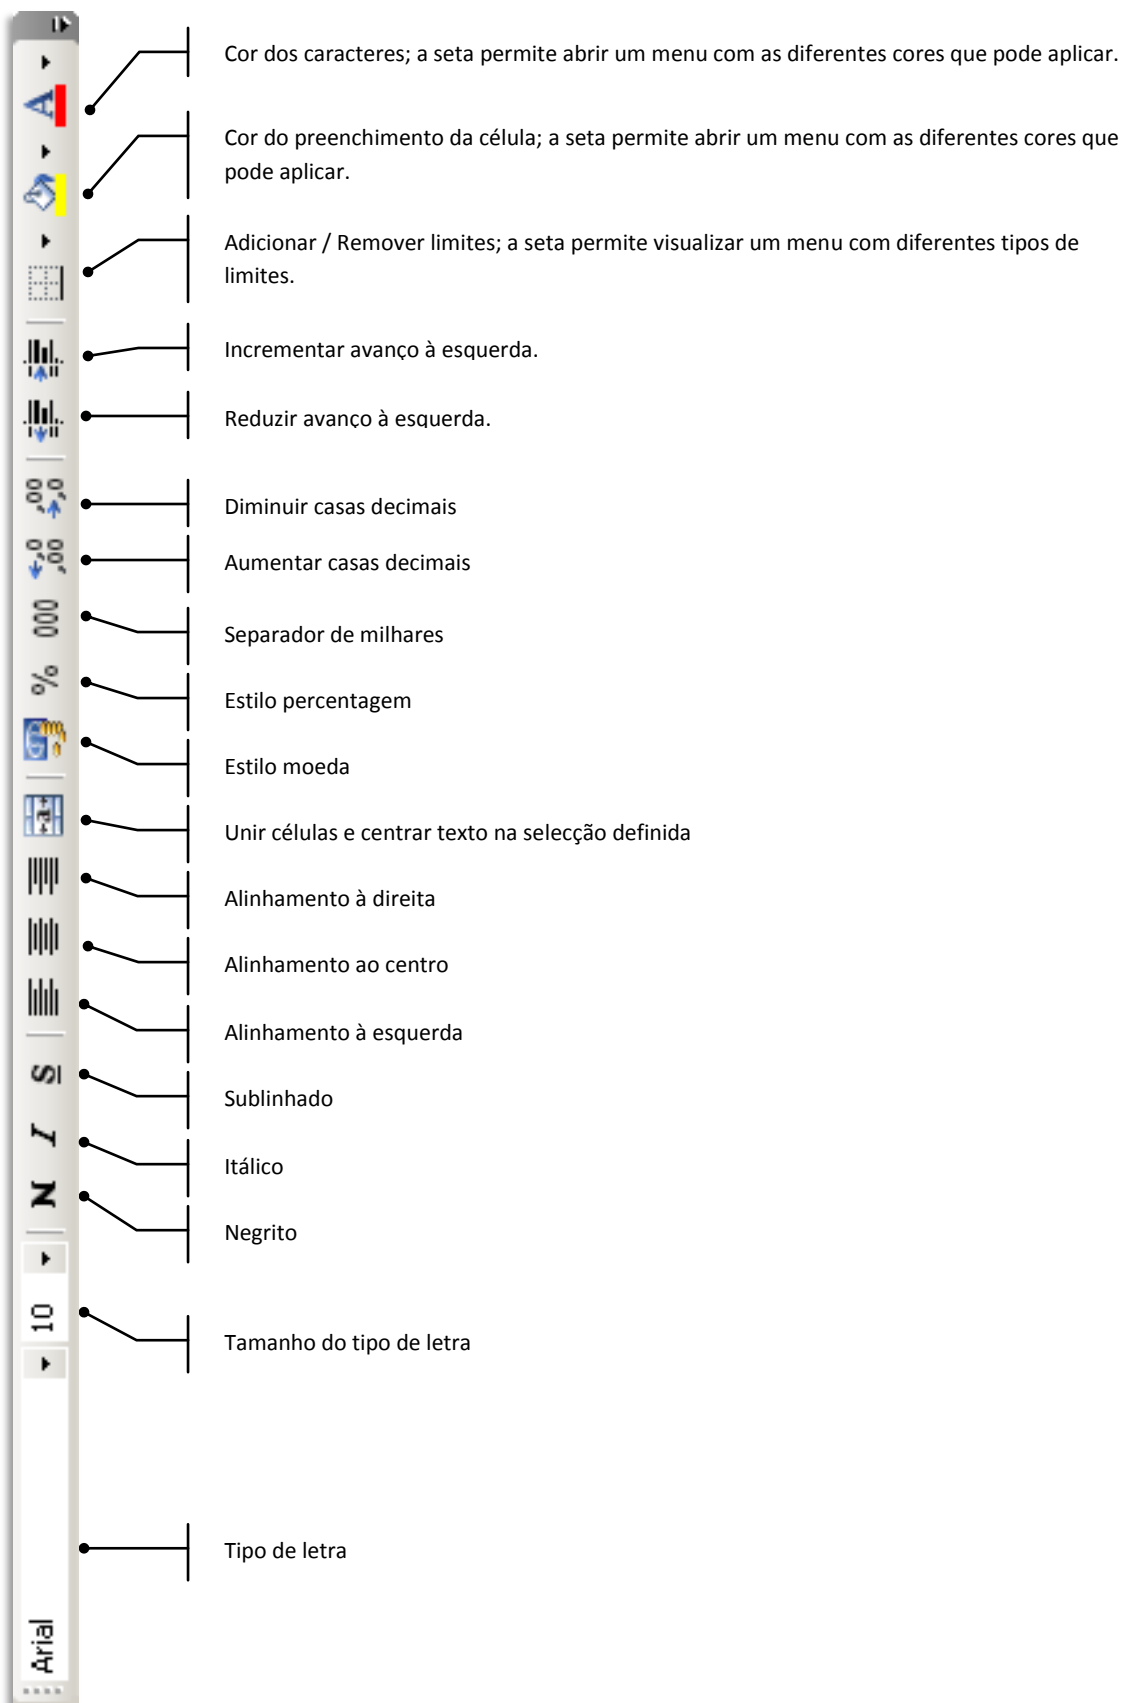 Cor dos caracteres; a seta permite abrir um menu com as diferentes cores que pode aplicar.
Cor do preenchimento da célula; a seta permite abrir um menu com as diferentes cores que
pode aplicar.
Adicionar / Remover limites; a seta permite visualizar um menu com diferentes tipos de
limites.
Incrementar avanço à esquerda.
Reduzir avanço à esquerda.
Diminuir casas decimais
Aumentar casas decimais
Separador de milhares
Estilo percentagem
Estilo moeda
Unir células e centrar texto na selecção definida
Alinhamento à direita
Alinhamento ao centro
Alinhamento à esquerda
Sublinhado
Itálico
Negrito
Tamanho do tipo de letra
Tipo de letra
Arial
10
N
I
S
a
%
000
,0
,00
,00
,0
A